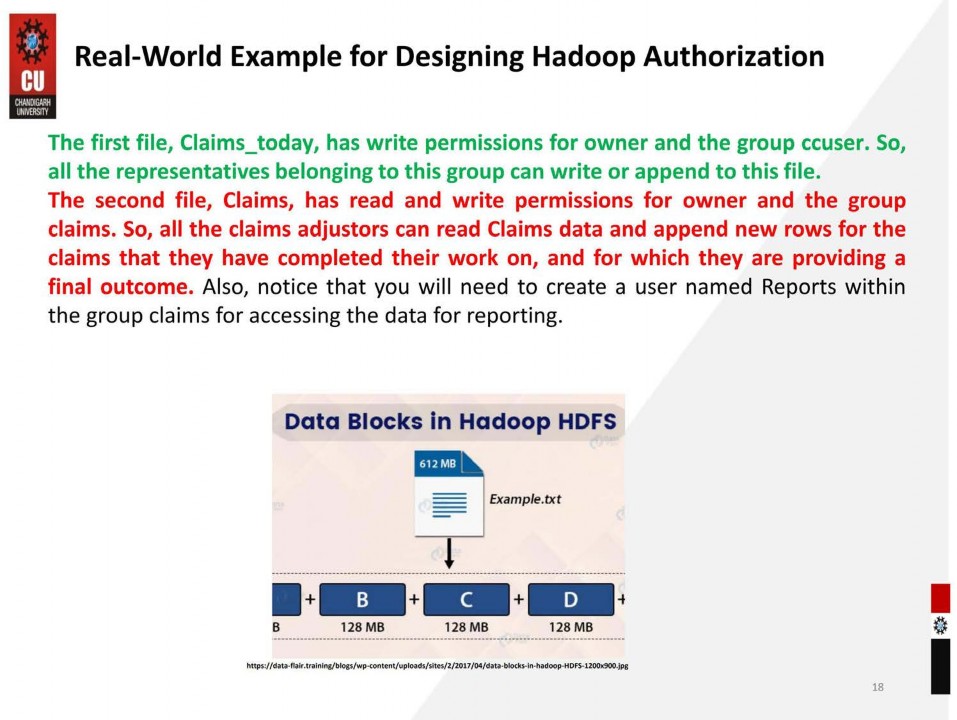 CU
CHANDIGARH
UNIVERSITY
Real-World Example for Designing Hadoop Authorization
The first file, Claims_today, has write permissions for owner and the group ccuser. So,
all the representatives belonging to this group can write or append to this file.
The second file, Claims, has read and write permissions for owner and the group
claims. So, all the claims adjustors can read Claims data and append new rows for the
claims that they have completed their work on, and for which they are providing a
final outcome. Also, notice that you will need to create a user named Reports within
the group claims for accessing the data for reporting.
Data Blocks in Hadoop HDFS
612 MB
Example.txt
+ B + C + D +
B 128 MB 128 MB 128 MB
https://data-flair.training/blogs/wp-content/uploads/sites/2/2017/04/data-blocks-in-hadoop-HDFS-1200x900.jpg
18